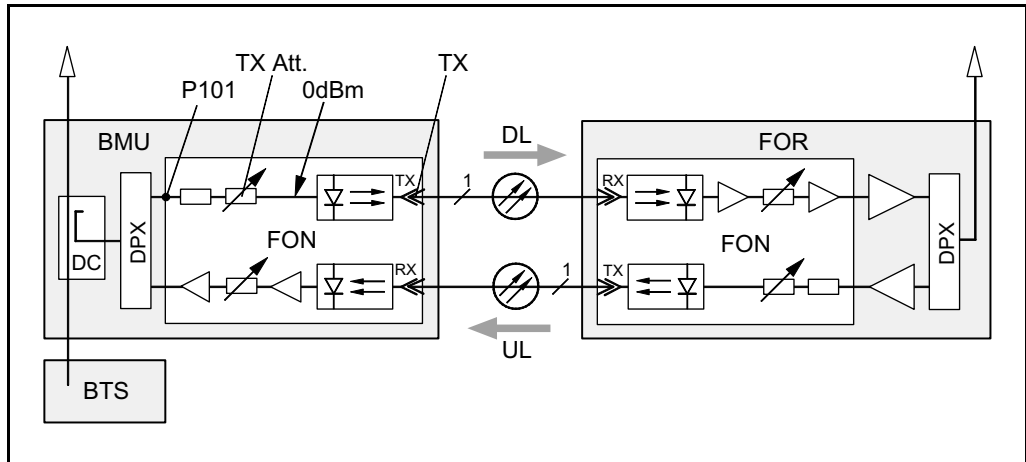 TX Att.
TX
P101
0dBm
BMU
DL
FOR
TX
1
RX
DPX
DC
FON
FON
DPX
RX
1
TX
UL
BTS